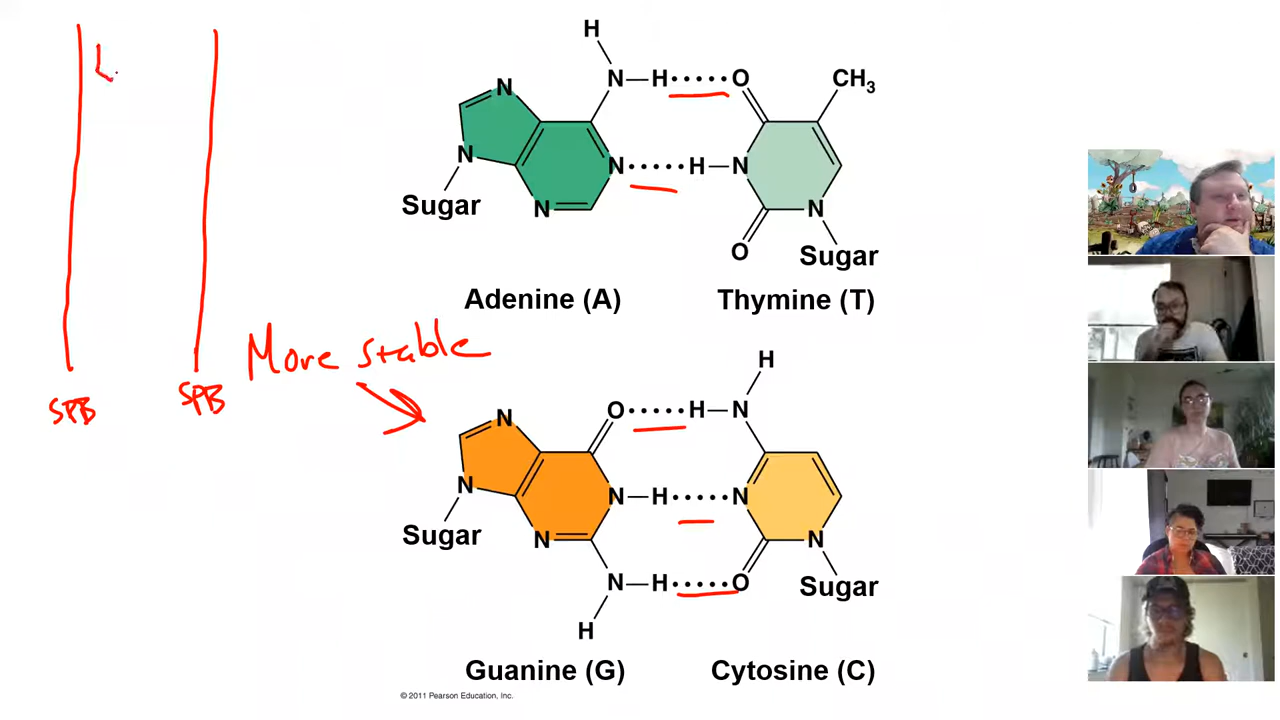 H
N H O CH3
N
N N H N
Sugar N N
O Sugar
Adenine (A) Thymine (T)
More stable
SPB SPB
H
O H N
N
N N H N
Sugar N N
N H O Sugar
H
Guanine (G) Cytosine (C)
© 2011 Pearson Education, Inc.